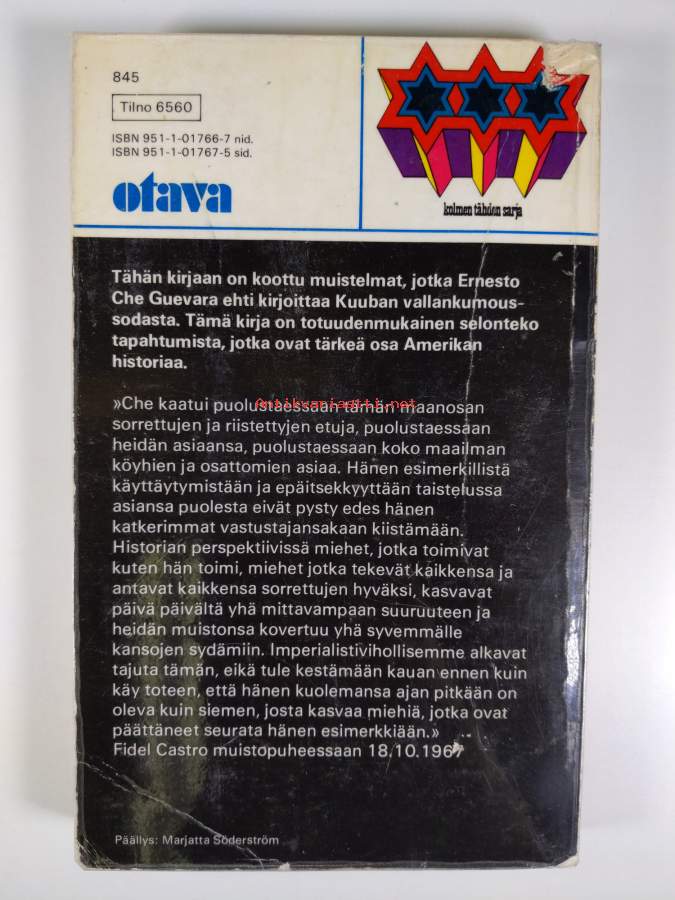 845
Tilno 6560
ISBN 951-1-01766-7 nid.
ISBN 951-1-01767-5 sid.
otava
kolmen tähden sarja
Tähän kirjaan on koottu muistelmat, jotka Ernesto
Che Guevara ehti kirjoittaa Kuuban vallankumous-
sodasta. Tämä kirja on totuudenmukainen selonteko
tapahtumista, jotka ovat tärkeä osa Amerikan
historiaa.
»Che kaatui puolustaessaan tämän maanosan
sorrettujen ja riistettyjen etuja, puolustaessaan
heidän asiaansa, puolustaessaan koko maailman
köyhien ja osattomien asiaa. Hänen esimerkillistä
käyttäytymistään ja epäitsekkyyttään taistelussa
asiansa puolesta eivät pysty edes hänen
katkerimmat vastustajansakaan kiistämään.
Historian perspektiivissä miehet, jotka toimivat
kuten hän toimi, miehet jotka tekevät kaikkensa ja
antavat kaikkensa sorrettujen hyväksi, kasvavat
päivä päivältä yhä mittavampaan suuruuteen ja
heidän muistonsa kovertuu yhä syvemmälle
kansojen sydämiin. Imperialistivihollisemme alkavat
tajuta tämän, eikä tule kestämään kauan ennen kuin
käy toteen, että hänen kuolemansa ajan pitkään on
oleva kuin siemen, josta kasvaa miehiä, jotka ovat
päättäneet seurata hänen esimerkkiään.»
Fidel Castro muistopuheessaan 18.10.1967
Päällys: Marjatta Söderström
Antikvariaatti.net